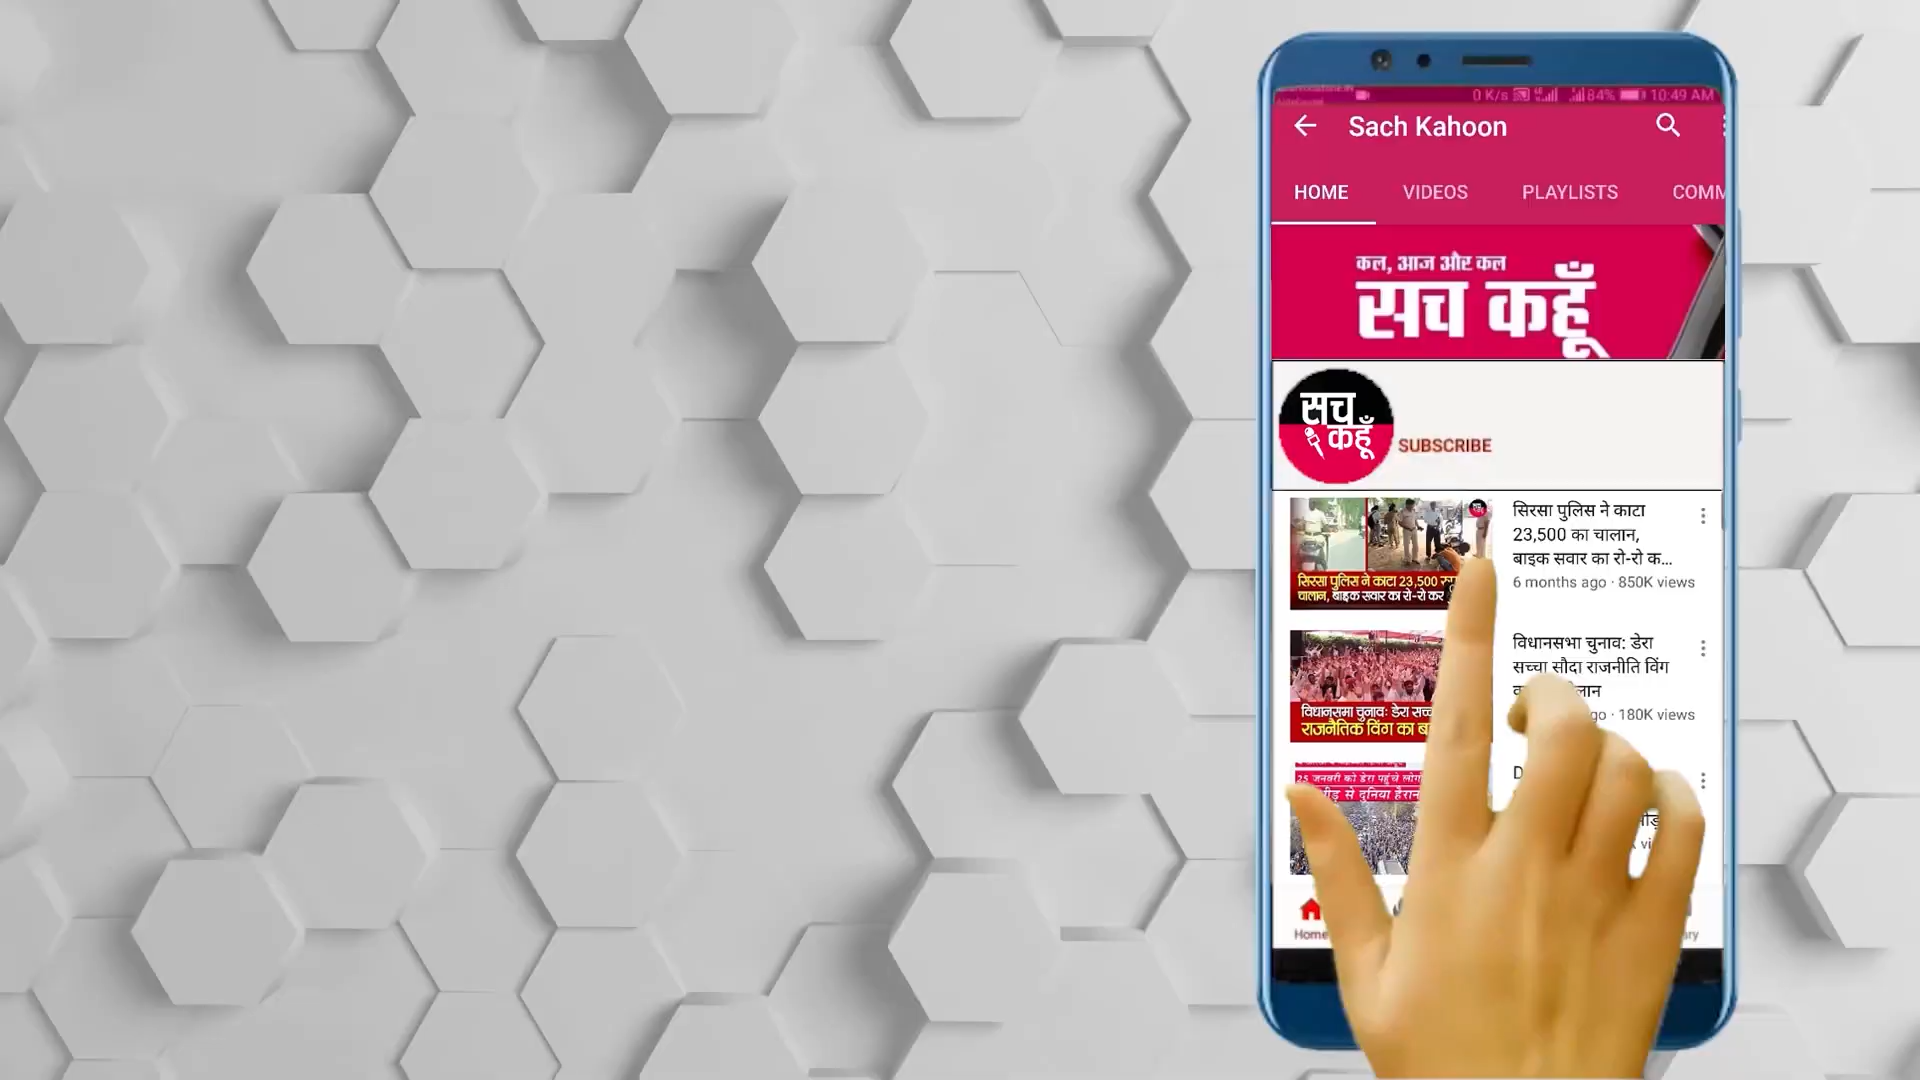 0 K/s 84% 10:49 AM
Sach Kahoon
HOME VIDEOS PLAYLISTS COMM
कल, आज और कल
सच कहूँ
सच
कहूँ
SUBSCRIBE
सिरसा पुलिस ने काटा 23,500
चालान, बाइक सवार का रो-रो कर
सिरसा पुलिस ने काटा
23,500 का चालान,
बाइक सवार का रो-रो क...
6 months ago · 850K views
विधानसभा चुनाव: डेरा
राजनैतिक विंग का
विधानसभा चुनाव: डेरा
सच्चा सौदा राजनीति विंग
go · 180K views
25 जनवरी को डेरा पहुंचे
से दुनिया हैरान
Home